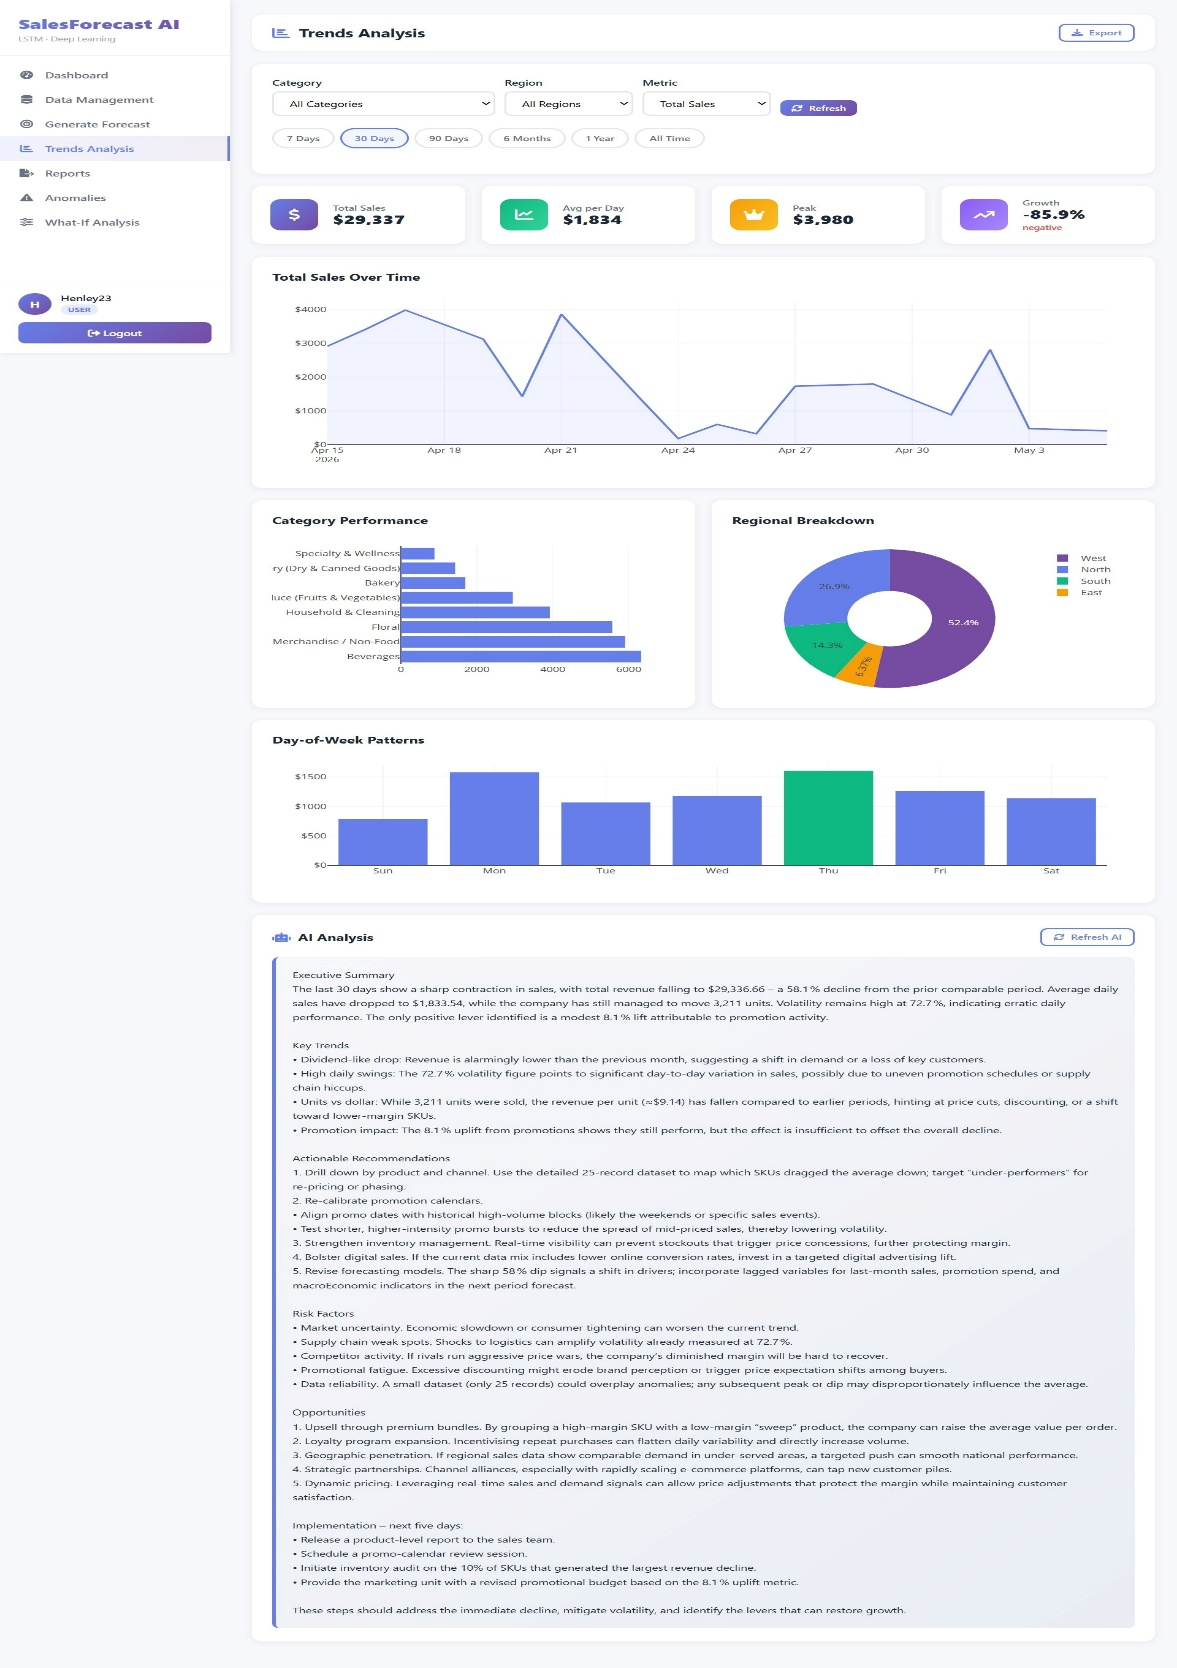 SalesForecast AI
LSTM - Deep Learning
Dashboard
Data Management
Generate Forecast
Trends Analysis
Reports
Anomalies
What-If Analysis
H
Henley23
USER
Logout
Trends Analysis
Export
Category
Region
Metric
All Categories
All Regions
Total Sales
Refresh
7 Days
30 Days
90 Days
6 Months
1 Year
All Time
Total Sales
$29,337
Avg per Day
$1,834
Peak
$3,980
Growth
-85.9%
negative
Total Sales Over Time
$4000
$3000
$2000
$1000
$0
Apr 15
2026
Apr 18
Apr 21
Apr 24
Apr 27
Apr 30
May 3
Category Performance
Specialty & Wellness
ry (Dry & Canned Goods)
Bakery
luce (Fruits & Vegetables)
Household & Cleaning
Floral
Merchandise / Non-Food
Beverages
0
2000
4000
6000
Regional Breakdown
26.9%
52.4%
14.3%
6.37%
West
North
South
East
Day-of-Week Patterns
$1500
$1000
$500
$0
Sun
Mon
Tue
Wed
Thu
Fri
Sat
AI Analysis
Refresh AI
Executive Summary
The last 30 days show a sharp contraction in sales, with total revenue falling to $29,336.66 – a 58.1% decline from the prior comparable period. Average daily
sales have dropped to $1,833.54, while the company has still managed to move 3,211 units. Volatility remains high at 72.7%, indicating erratic daily
performance. The only positive lever identified is a modest 8.1% lift attributable to promotion activity.
Key Trends
• Dividend-like drop: Revenue is alarmingly lower than the previous month, suggesting a shift in demand or a loss of key customers.
• High daily swings: The 72.7% volatility figure points to significant day-to-day variation in sales, possibly due to uneven promotion schedules or supply
chain hiccups.
• Units vs dollar: While 3,211 units were sold, the revenue per unit (≈$9.14) has fallen compared to earlier periods, hinting at price cuts, discounting, or a shift
toward lower-margin SKUs.
• Promotion impact: The 8.1% uplift from promotions shows they still perform, but the effect is insufficient to offset the overall decline.
Actionable Recommendations
1. Drill down by product and channel. Use the detailed 25-record dataset to map which SKUs dragged the average down; target “under-performers” for
re-pricing or phasing.
2. Re-calibrate promotion calendars.
• Align promo dates with historical high-volume blocks (likely the weekends or specific sales events).
• Test shorter, higher-intensity promo bursts to reduce the spread of mid-priced sales, thereby lowering volatility.
3. Strengthen inventory management. Real-time visibility can prevent stockouts that trigger price concessions, further protecting margin.
4. Bolster digital sales. If the current data mix includes lower online conversion rates, invest in a targeted digital advertising lift.
5. Revise forecasting models. The sharp 58% dip signals a shift in drivers; incorporate lagged variables for last-month sales, promotion spend, and
macroEconomic indicators in the next period forecast.
Risk Factors
• Market uncertainty. Economic slowdown or consumer tightening can worsen the current trend.
• Supply chain weak spots. Shocks to logistics can amplify volatility already measured at 72.7%.
• Competitor activity. If rivals run aggressive price wars, the company’s diminished margin will be hard to recover.
• Promotional fatigue. Excessive discounting might erode brand perception or trigger price expectation shifts among buyers.
• Data reliability. A small dataset (only 25 records) could overplay anomalies; any subsequent peak or dip may disproportionately influence the average.
Opportunities
1. Upsell through premium bundles. By grouping a high-margin SKU with a low-margin “sweep” product, the company can raise the average value per order.
2. Loyalty program expansion. Incentivising repeat purchases can flatten daily variability and directly increase volume.
3. Geographic penetration. If regional sales data show comparable demand in under-served areas, a targeted push can smooth national performance.
4. Strategic partnerships. Channel alliances, especially with rapidly scaling e-commerce platforms, can tap new customer piles.
5. Dynamic pricing. Leveraging real-time sales and demand signals can allow price adjustments that protect the margin while maintaining customer
satisfaction.
Implementation – next five days:
• Release a product-level report to the sales team.
• Schedule a promo-calendar review session.
• Initiate inventory audit on the 10% of SKUs that generated the largest revenue decline.
• Provide the marketing unit with a revised promotional budget based on the 8.1% uplift metric.
These steps should address the immediate decline, mitigate volatility, and identify the levers that can restore growth.